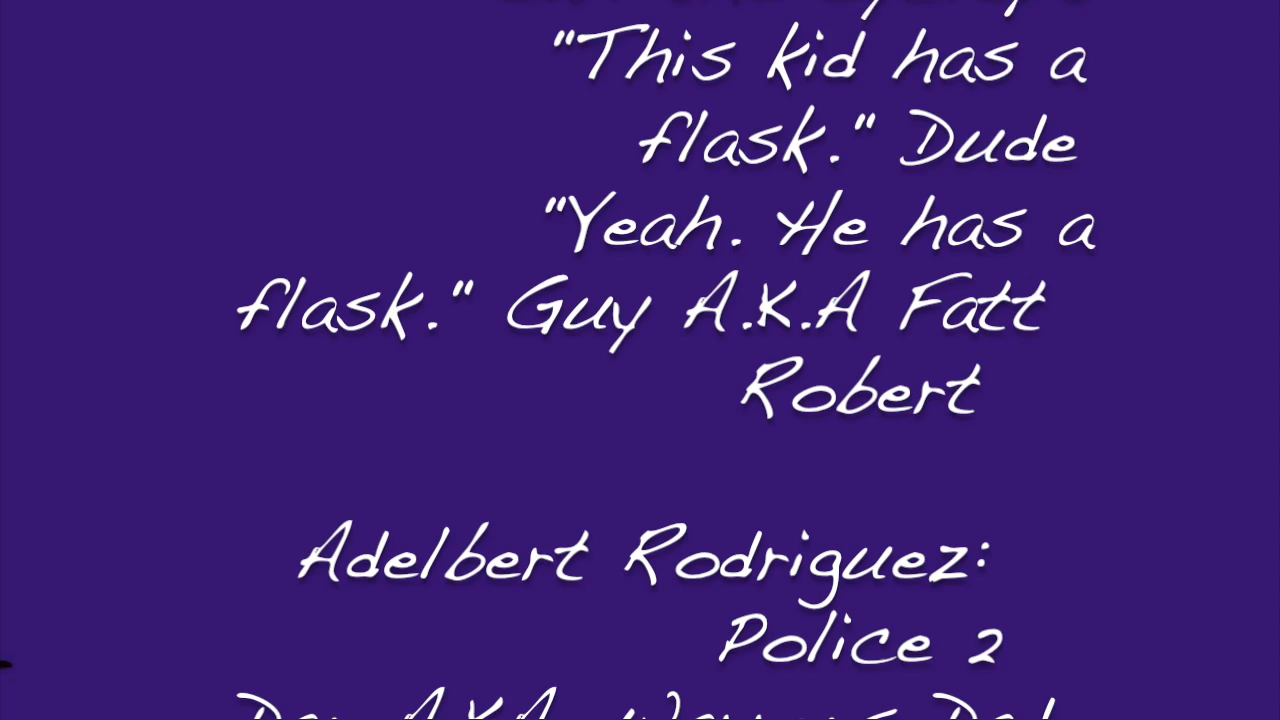 "This kid has a
flask." Dude
"Yeah. He has a
flask." Guy A.K.A Fatt
Robert
Adelbert Rodriguez:
Police 2
A.K.A.